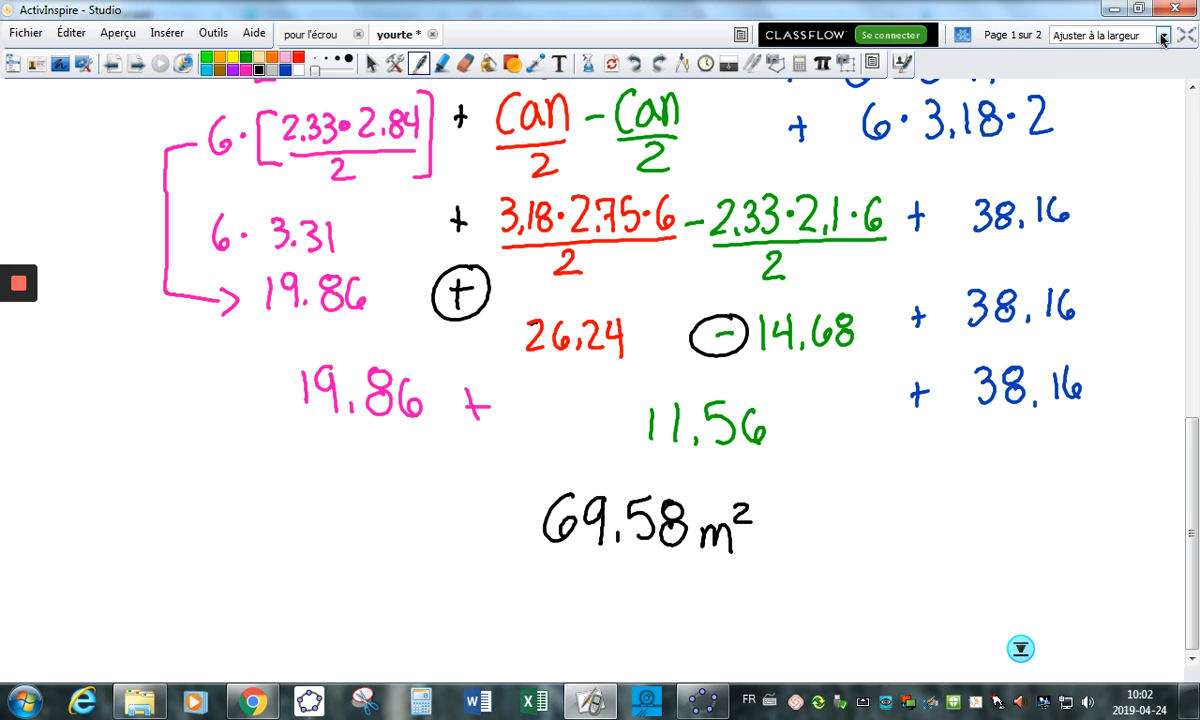 ActivInspire - Studio
Fichier Éditer Aperçu Insérer Outils Aide pour l'écrou yourte * CLASSFLOW Se connecter Page 1 sur 2 Ajuster à la largeur
6 · [2.33 • 2.84 / 2] + can/2 - can/2 + 6 · 3.18 · 2
6 · 3.31 + 3,18 · 2.75 · 6 / 2 - 2.33 · 2,1 · 6 / 2 + 38.16
19.86 + 26.24 - 14.68 + 38.16
19.86 + 11.56 + 38.16
69.58 m²
FR 10:02
2019-04-24